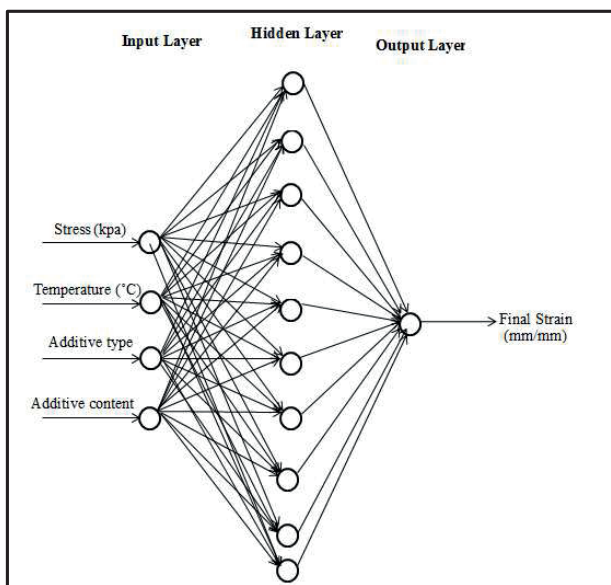 Input Layer
Hidden Layer
Output Layer
Stress (kpa)
Temperature (˚C)
Additive type
Additive content
Final Strain
(mm/mm)